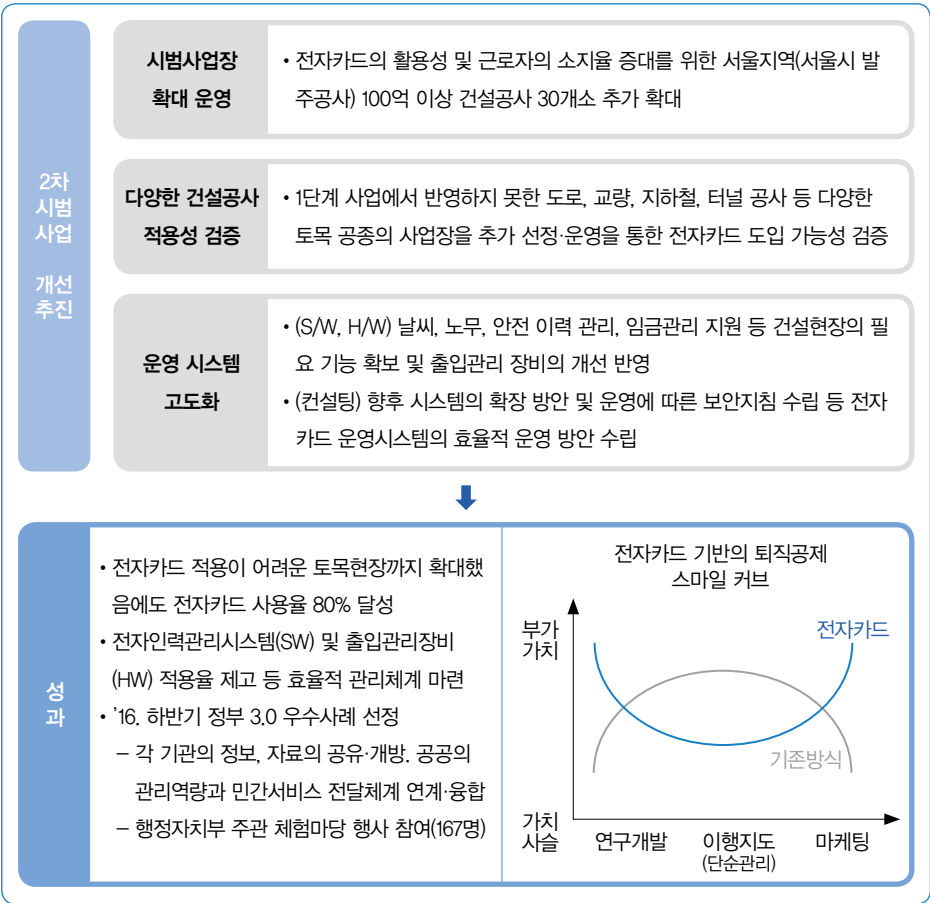 2차
시범
사업
개선
추진
시범사업장
확대 운영
• 전자카드의 활용성 및 근로자의 소지율 증대를 위한 서울지역(서울시 발
주공사) 100억 이상 건설공사 30개소 추가 확대
다양한 건설공사
적용성 검증
• 1단계 사업에서 반영하지 못한 도로, 교량, 지하철, 터널 공사 등 다양한
토목 공종의 사업장을 추가 선정·운영을 통한 전자카드 도입 가능성 검증
운영 시스템
고도화
• (S/W, H/W) 날씨, 노무, 안전 이력 관리, 임금관리 지원 등 건설현장의 필
요 기능 확보 및 출입관리 장비의 개선 반영
• (컨설팅) 향후 시스템의 확장 방안 및 운영에 따른 보안지침 수립 등 전자
카드 운영시스템의 효율적 운영 방안 수립
성
과
• 전자카드 적용이 어려운 토목현장까지 확대했
음에도 전자카드 사용율 80% 달성
• 전자인력관리시스템(SW) 및 출입관리장비
(HW) 적용율 제고 등 효율적 관리체계 마련
• ’16. 하반기 정부 3.0 우수사례 선정
– 각 기관의 정보, 자료의 공유·개방. 공공의
관리역량과 민간서비스 전달체계 연계·융합
– 행정자치부 주관 체험마당 행사 참여(167명)
전자카드 기반의 퇴직공제
스마일 커브
부가
가치
전자카드
기존방식
가치
사슬
연구개발
이행지도
(단순관리)
마케팅